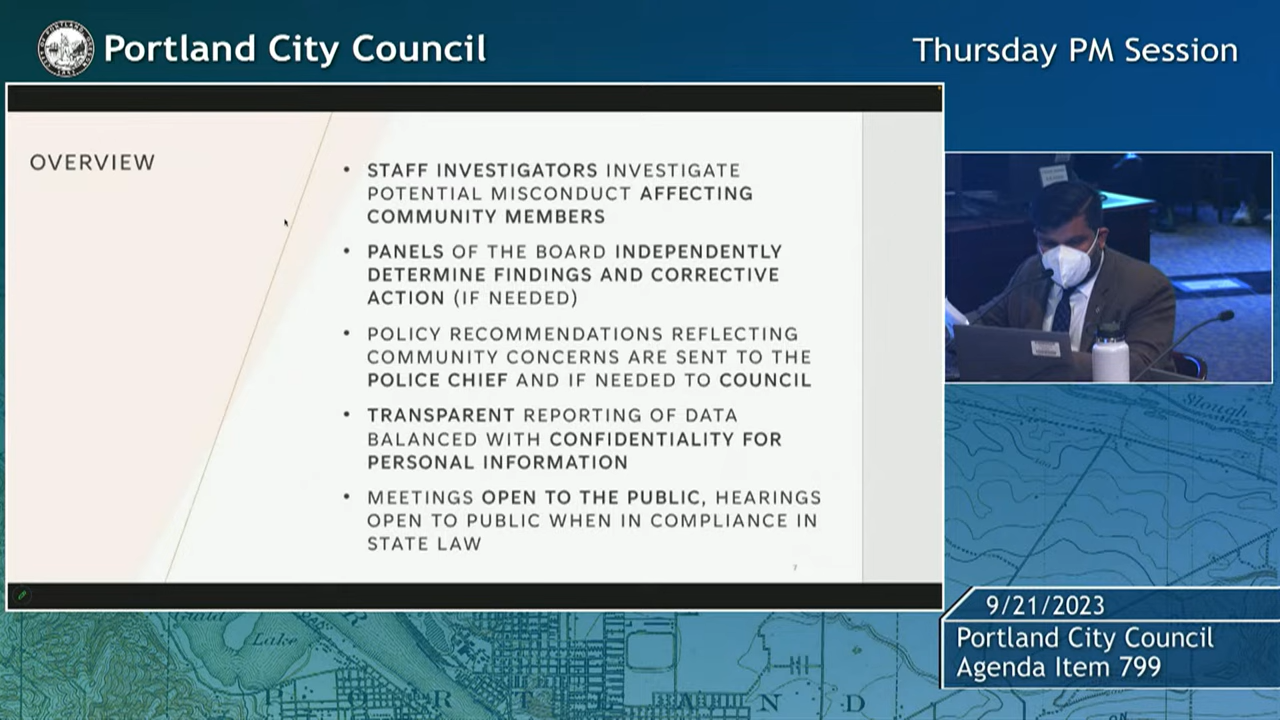 Portland City Council
Thursday PM Session
OVERVIEW
• STAFF INVESTIGATORS INVESTIGATE
POTENTIAL MISCONDUCT AFFECTING
COMMUNITY MEMBERS
• PANELS OF THE BOARD INDEPENDENTLY
DETERMINE FINDINGS AND CORRECTIVE
ACTION (IF NEEDED)
• POLICY RECOMMENDATIONS REFLECTING
COMMUNITY CONCERNS ARE SENT TO THE
POLICE CHIEF AND IF NEEDED TO COUNCIL
• TRANSPARENT REPORTING OF DATA
BALANCED WITH CONFIDENTIALITY FOR
PERSONAL INFORMATION
• MEETINGS OPEN TO THE PUBLIC, HEARINGS
OPEN TO PUBLIC WHEN IN COMPLIANCE IN
STATE LAW
7
Slough
9/21/2023
Portland City Council
Agenda Item 799
Guild
Lake
R T L A N D